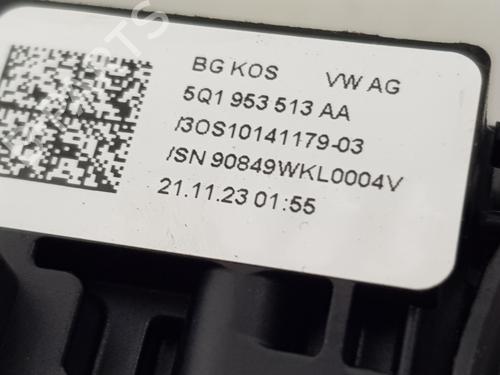 BG KOS VW AG
5Q1 953 513 AA
/3OS10141179-03
/SN 90849WKL0004V
21.11.23 01:55